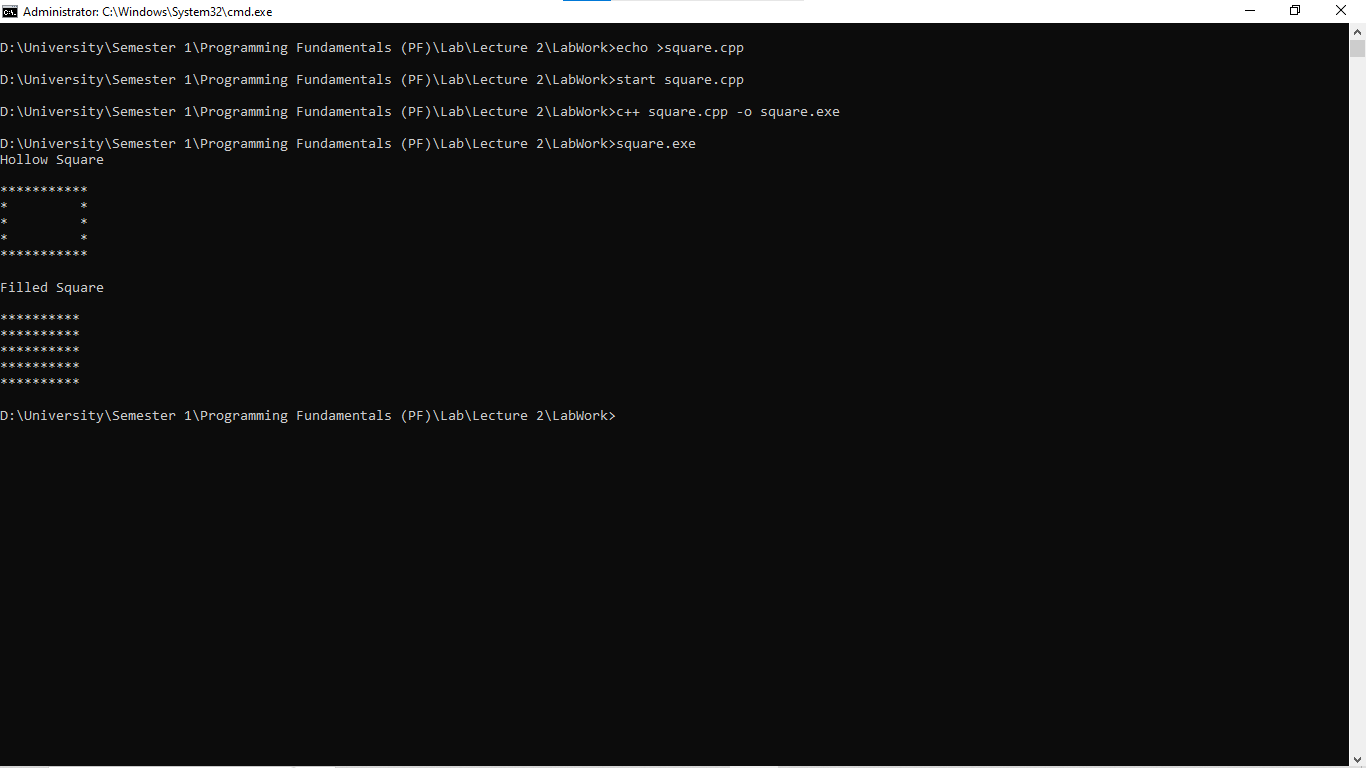 Administrator: C:\Windows\System32\cmd.exe
D:\University\Semester 1\Programming Fundamentals (PF)\Lab\Lecture 2\LabWork>echo >square.cpp
D:\University\Semester 1\Programming Fundamentals (PF)\Lab\Lecture 2\LabWork>start square.cpp
D:\University\Semester 1\Programming Fundamentals (PF)\Lab\Lecture 2\LabWork>c++ square.cpp -o square.exe
D:\University\Semester 1\Programming Fundamentals (PF)\Lab\Lecture 2\LabWork>square.exe
Hollow Square
***********
*         *
*         *
*         *
***********
Filled Square
**********
**********
**********
**********
**********
D:\University\Semester 1\Programming Fundamentals (PF)\Lab\Lecture 2\LabWork>